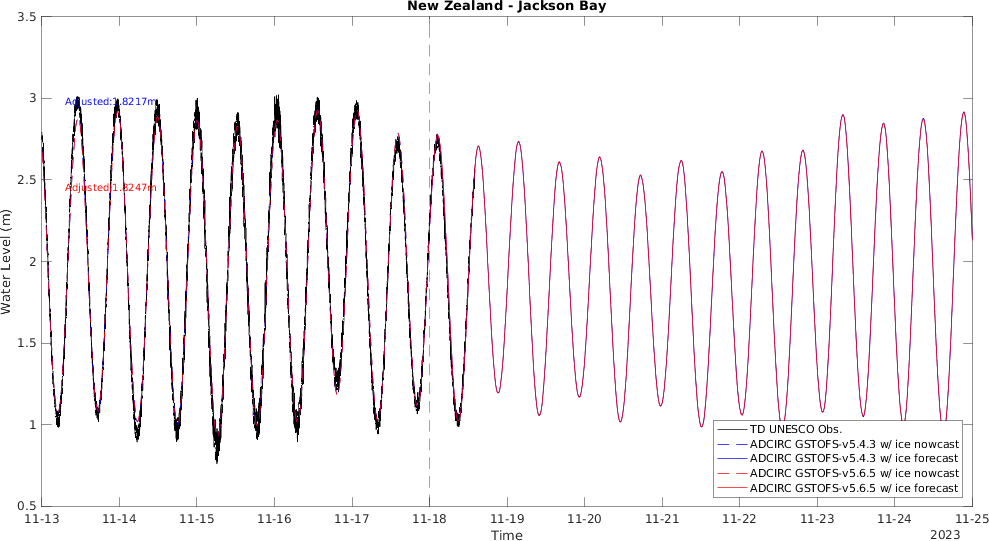 New Zealand - Jackson Bay
3.5
3
2.5
2
1.5
1
0.5
Water Level (m)
Adjusted:1.8217m
Adjusted:1.8247m
TD UNESCO Obs.
ADCIRC GSTOFS-v5.4.3 w/ ice nowcast
ADCIRC GSTOFS-v5.4.3 w/ ice forecast
ADCIRC GSTOFS-v5.6.5 w/ ice nowcast
ADCIRC GSTOFS-v5.6.5 w/ ice forecast
11-13 11-14 11-15 11-16 11-17 11-18 11-19 11-20 11-21 11-22 11-23 11-24 11-25
Time
2023